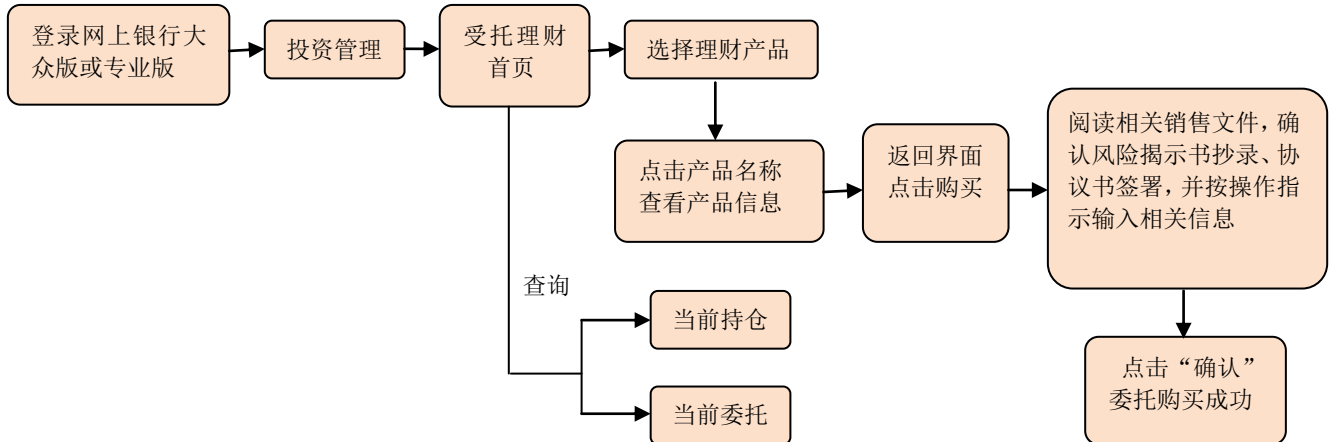 登录网上银行大
众版或专业版
投资管理
受托理财
首页
选择理财产品
点击产品名称
查看产品信息
返回界面
点击购买
阅读相关销售文件，确
认风险揭示书抄录、协
议书签署，并按操作指
示输入相关信息
点击“确认”
委托购买成功
查询
当前持仓
当前委托